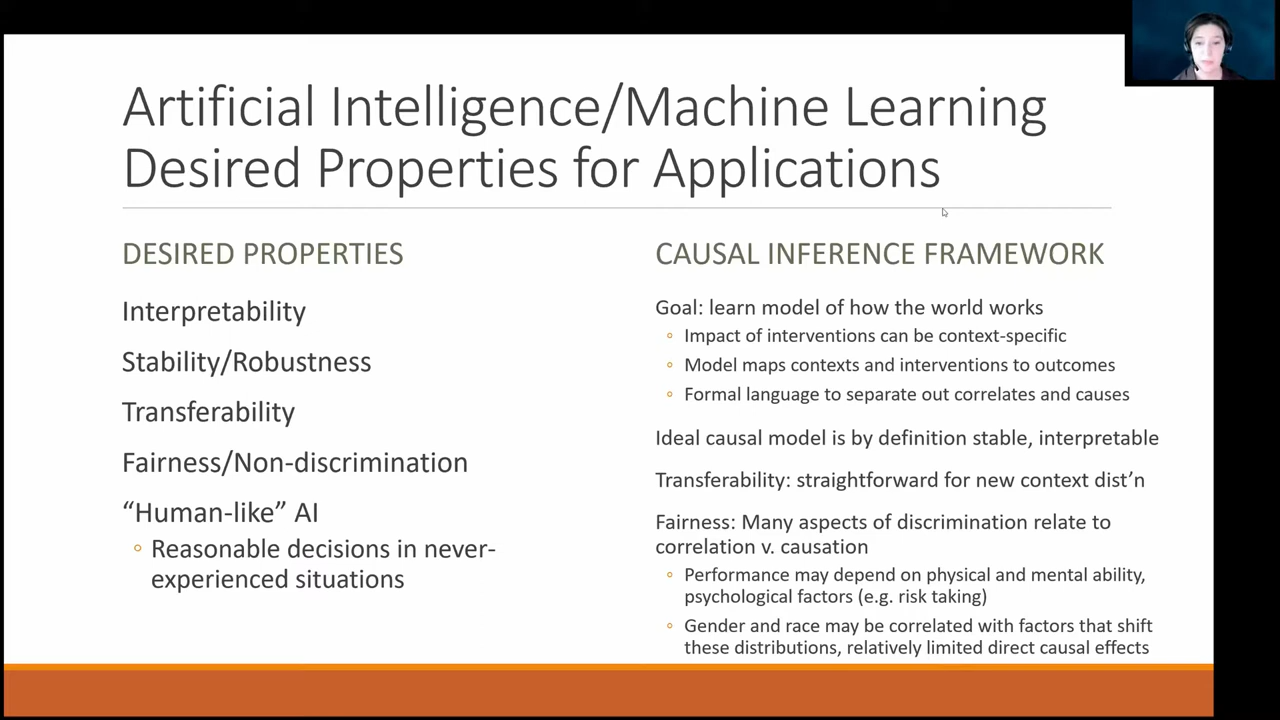 Artificial Intelligence/Machine Learning
Desired Properties for Applications
DESIRED PROPERTIES
Interpretability
Stability/Robustness
Transferability
Fairness/Non-discrimination
“Human-like” AI
Reasonable decisions in never-
experienced situations
CAUSAL INFERENCE FRAMEWORK
Goal: learn model of how the world works
Impact of interventions can be context-specific
Model maps contexts and interventions to outcomes
Formal language to separate out correlates and causes
Ideal causal model is by definition stable, interpretable
Transferability: straightforward for new context dist’n
Fairness: Many aspects of discrimination relate to
correlation v. causation
Performance may depend on physical and mental ability,
psychological factors (e.g. risk taking)
Gender and race may be correlated with factors that shift
these distributions, relatively limited direct causal effects